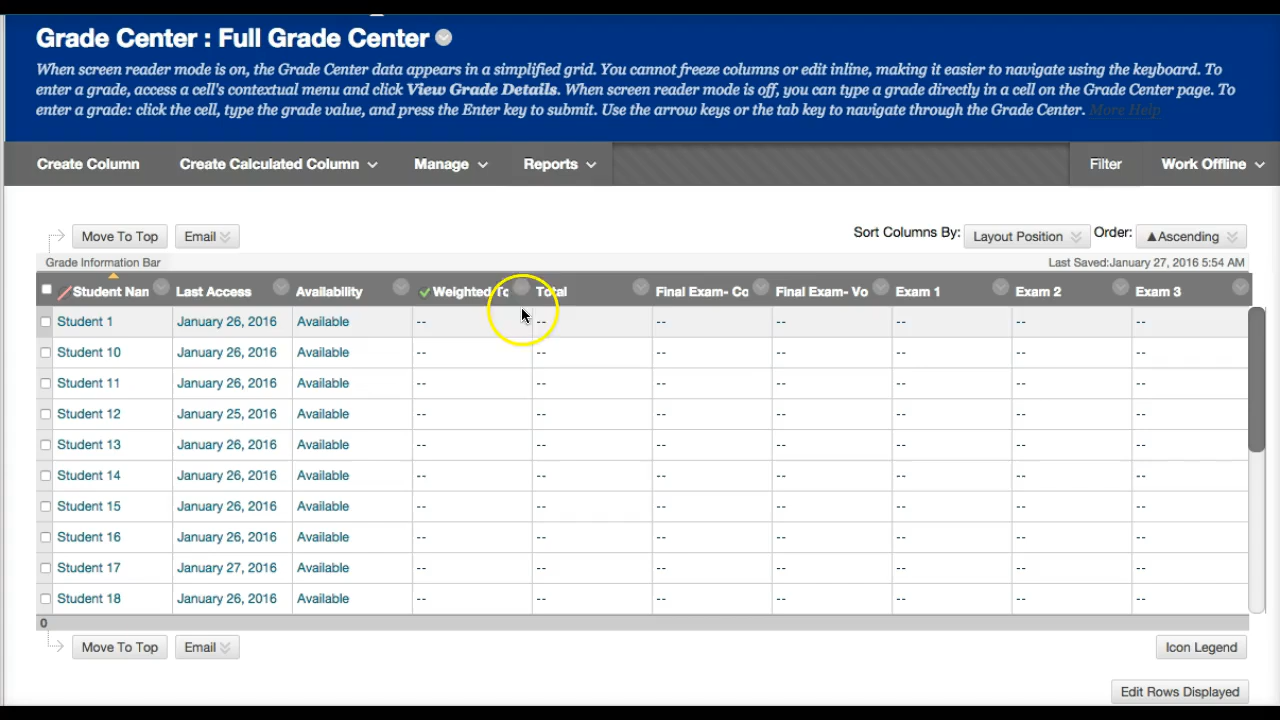 Grade Center : Full Grade Center
When screen reader mode is on, the Grade Center data appears in a simplified grid. You cannot freeze columns or edit inline, making it easier to navigate using the keyboard. To
enter a grade, access a cell's contextual menu and click View Grade Details. When screen reader mode is off, you can type a grade directly in a cell on the Grade Center page. To
enter a grade: click the cell, type the grade value, and press the Enter key to submit. Use the arrow keys or the tab key to navigate through the Grade Center. More Help
Create Column Create Calculated Column Manage Reports Filter Work Offline
Move To Top Email Sort Columns By: Layout Position Order: ▲Ascending
Grade Information Bar Last Saved:January 27, 2016 5:54 AM
Student Nan Last Access Availability Weighted To Total Final Exam- Co Final Exam- Vo Exam 1 Exam 2 Exam 3
Student 1 January 26, 2016 Available -- -- -- -- -- -- --
Student 10 January 26, 2016 Available -- -- -- -- -- -- --
Student 11 January 26, 2016 Available -- -- -- -- -- -- --
Student 12 January 25, 2016 Available -- -- -- -- -- -- --
Student 13 January 26, 2016 Available -- -- -- -- -- -- --
Student 14 January 26, 2016 Available -- -- -- -- -- -- --
Student 15 January 26, 2016 Available -- -- -- -- -- -- --
Student 16 January 26, 2016 Available -- -- -- -- -- -- --
Student 17 January 27, 2016 Available -- -- -- -- -- -- --
Student 18 January 26, 2016 Available -- -- -- -- -- -- --
0
Move To Top Email Icon Legend
Edit Rows Displayed